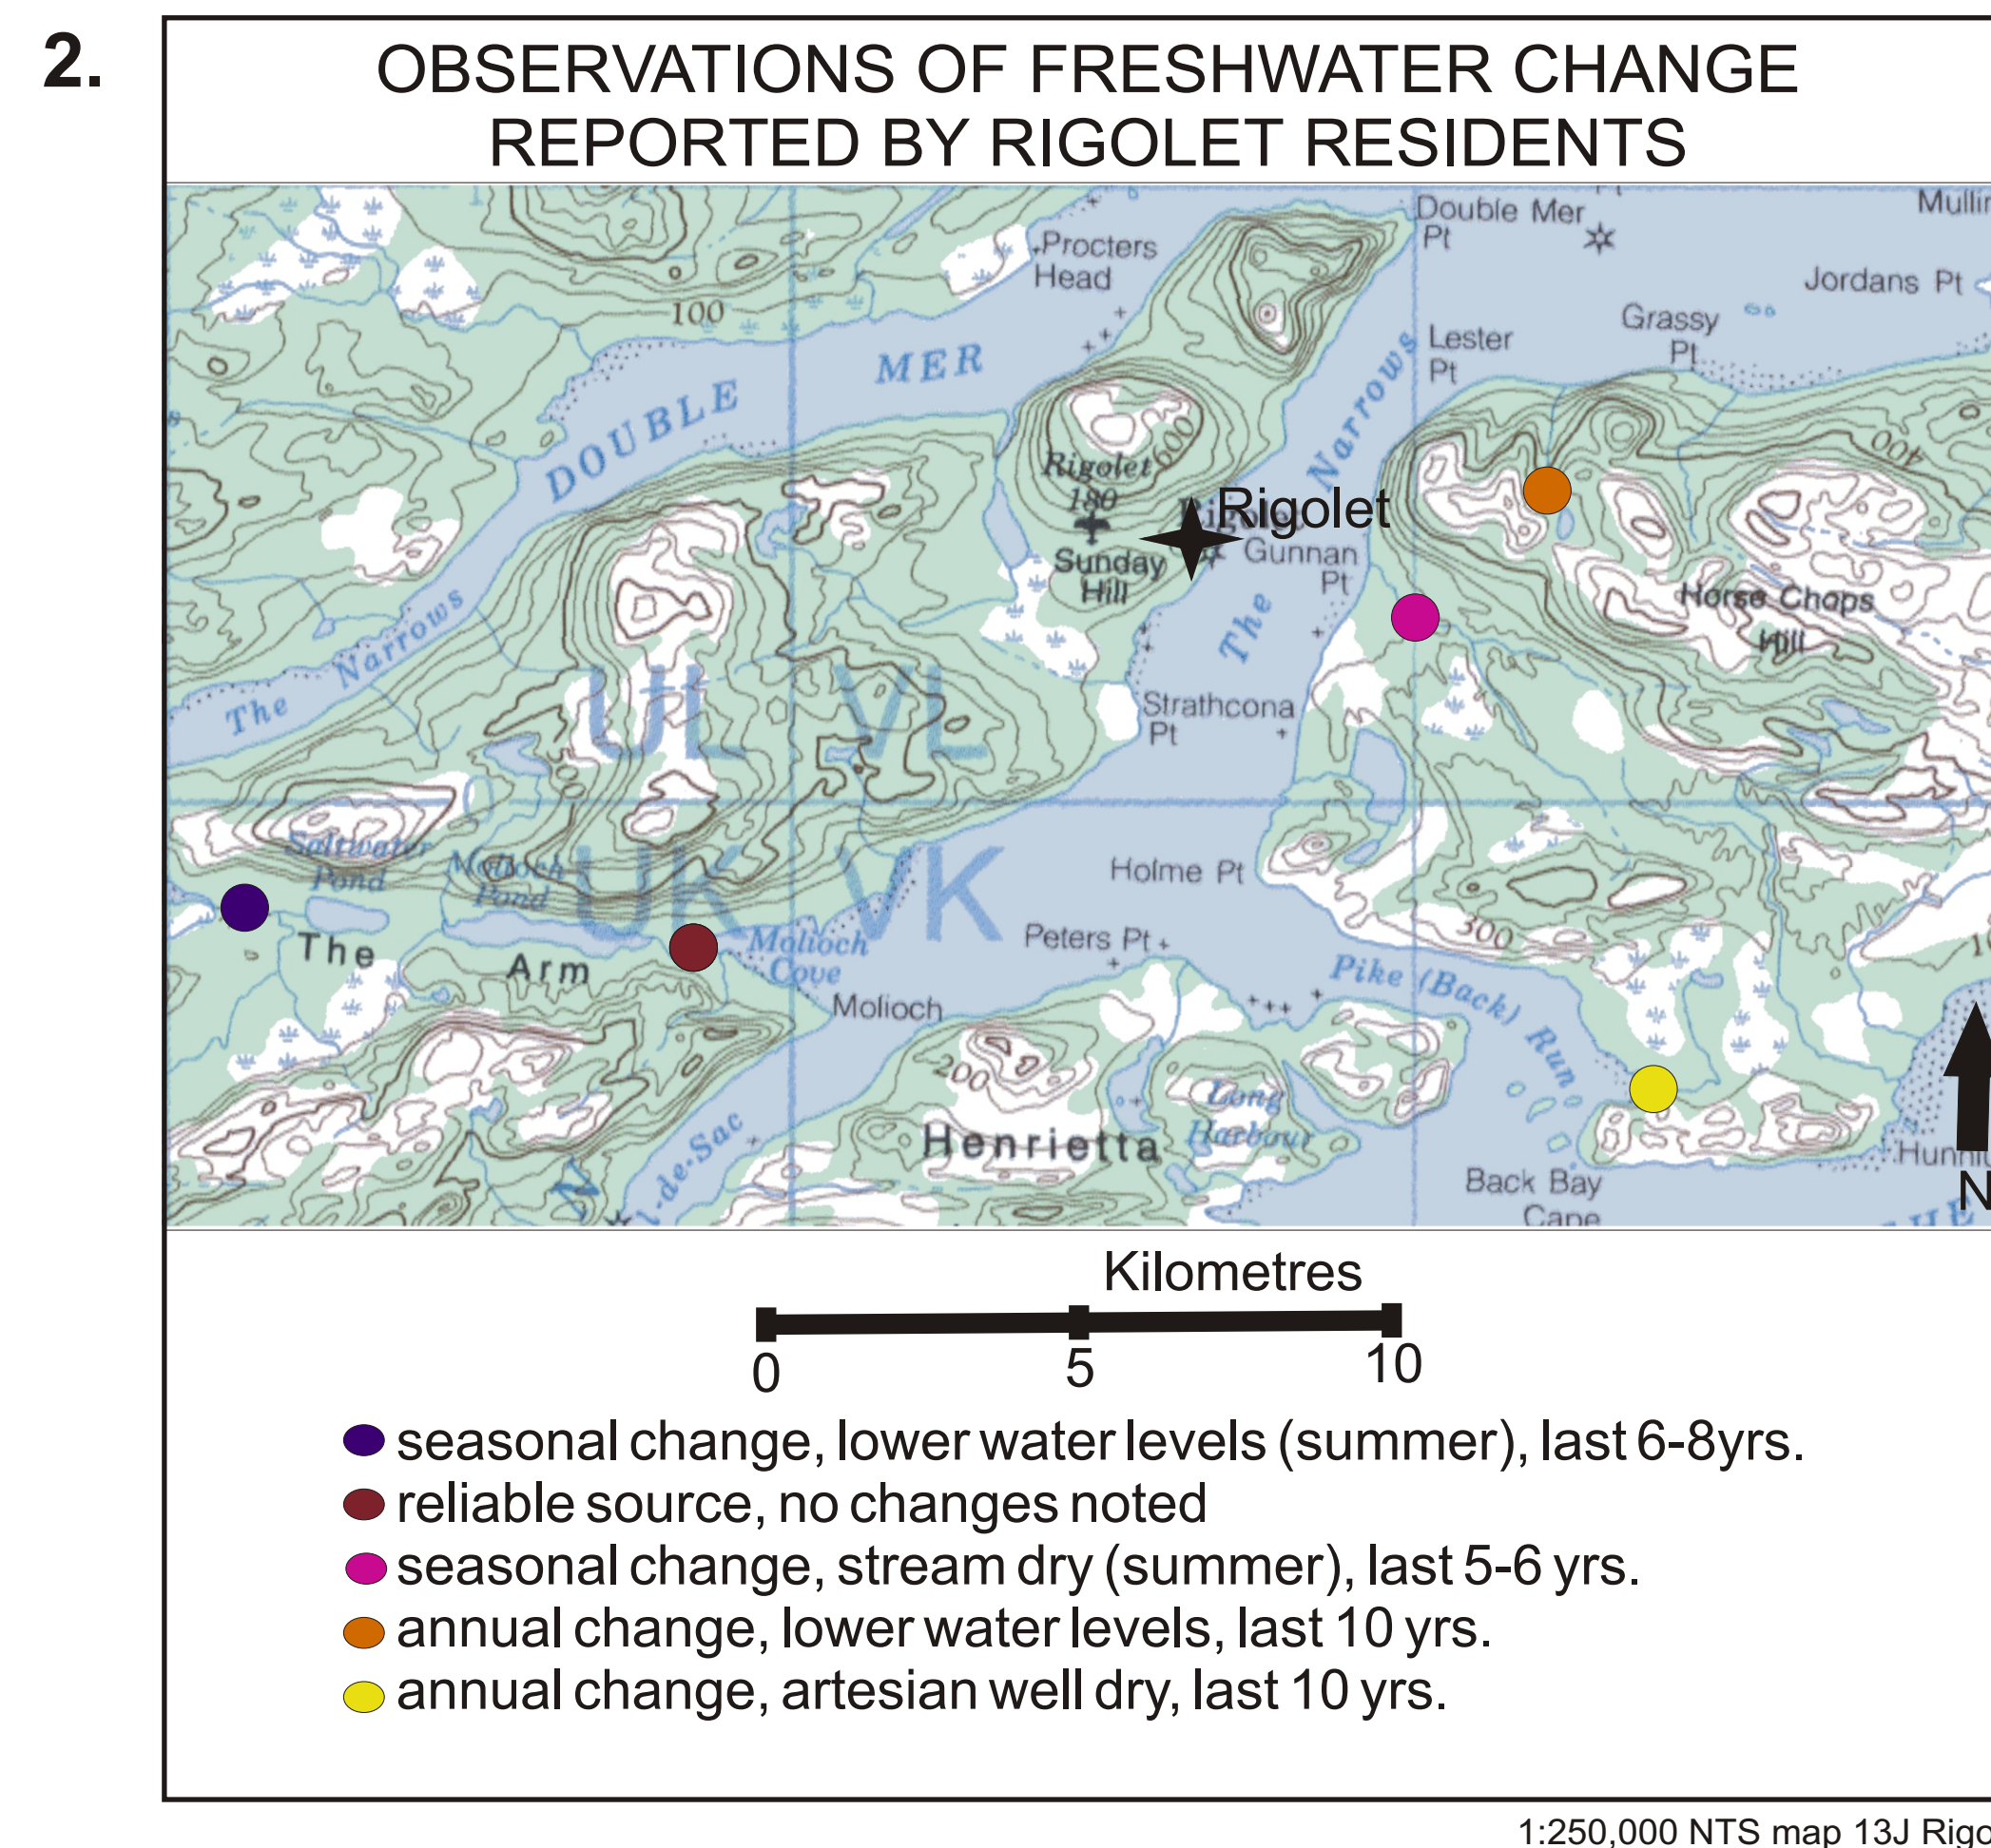 2.
OBSERVATIONS OF FRESHWATER CHANGE
REPORTED BY RIGOLET RESIDENTS
Double Mer
Pt
Procters
Head
Jordans Pt
100
Grassy
Pt
Lester
Pt
DOUBLE MER
The Narrows
600
400
Rigolet
180
Rigolet
Sunday
Hill
Gunnan
Pt
Horse Chops
Hill
The Narrows
UL VL
Strathcona
Pt
Saltwater
Pond
Molioch
Pond
UK VK
Holme Pt
The Arm
Molioch
Cove
Peters Pt
300
Pike (Back) Run
Molioch
200
Long
Harbour
Henrietta
Back Bay
Cape
N
Kilometres
0 5 10
seasonal change, lower water levels (summer), last 6-8yrs.
reliable source, no changes noted
seasonal change, stream dry (summer), last 5-6 yrs.
annual change, lower water levels, last 10 yrs.
annual change, artesian well dry, last 10 yrs.
1:250,000 NTS map 13J